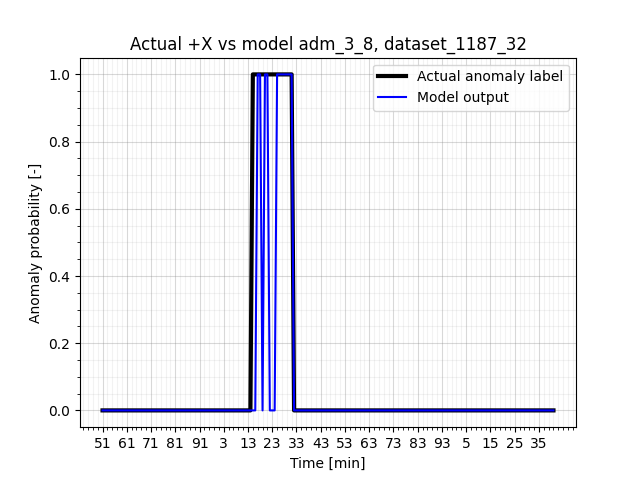 Actual +X vs model adm_3_8, dataset_1187_32
Actual anomaly label
Model output
Anomaly probability [-]
1.0
0.8
0.6
0.4
0.2
0.0
51 61 71 81 91 3 13 23 33 43 53 63 73 83 93 5 15 25 35
Time [min]